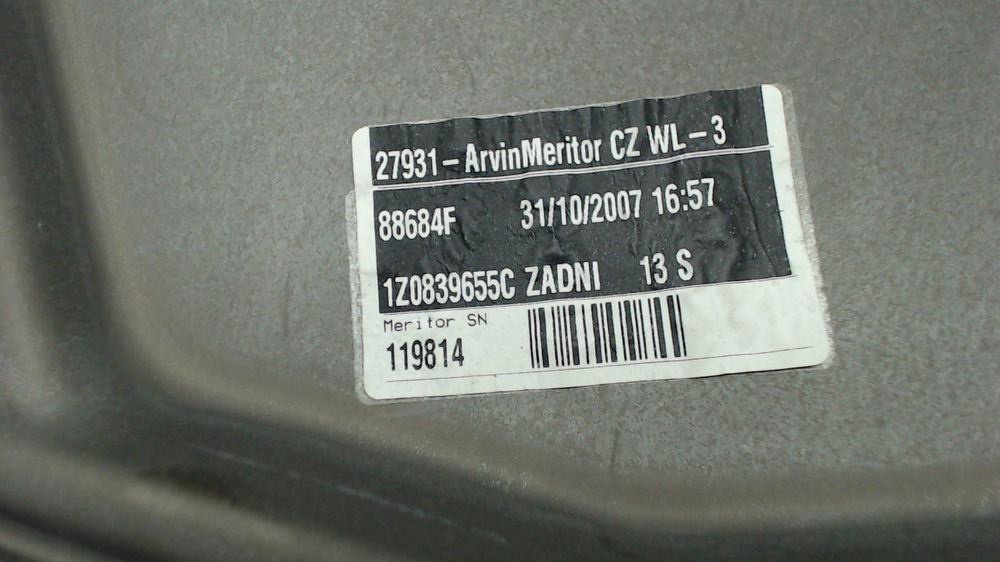 27931-ArvinMeritor CZ WL-3
88684F 31/10/2007 16:57
1Z0839655C ZADNI 13 S
Meritor SN
119814